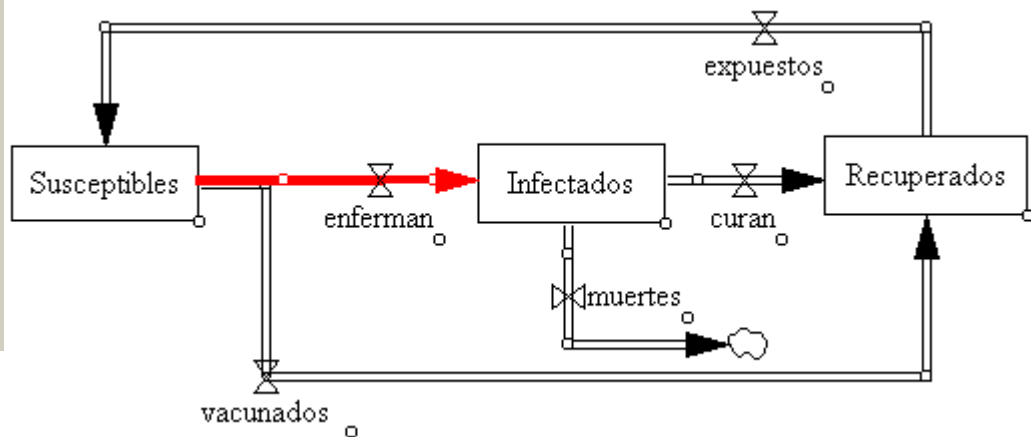 expuestos
Susceptibles
Infectados
Recuperados
enferman
curan
muertes
vacunados